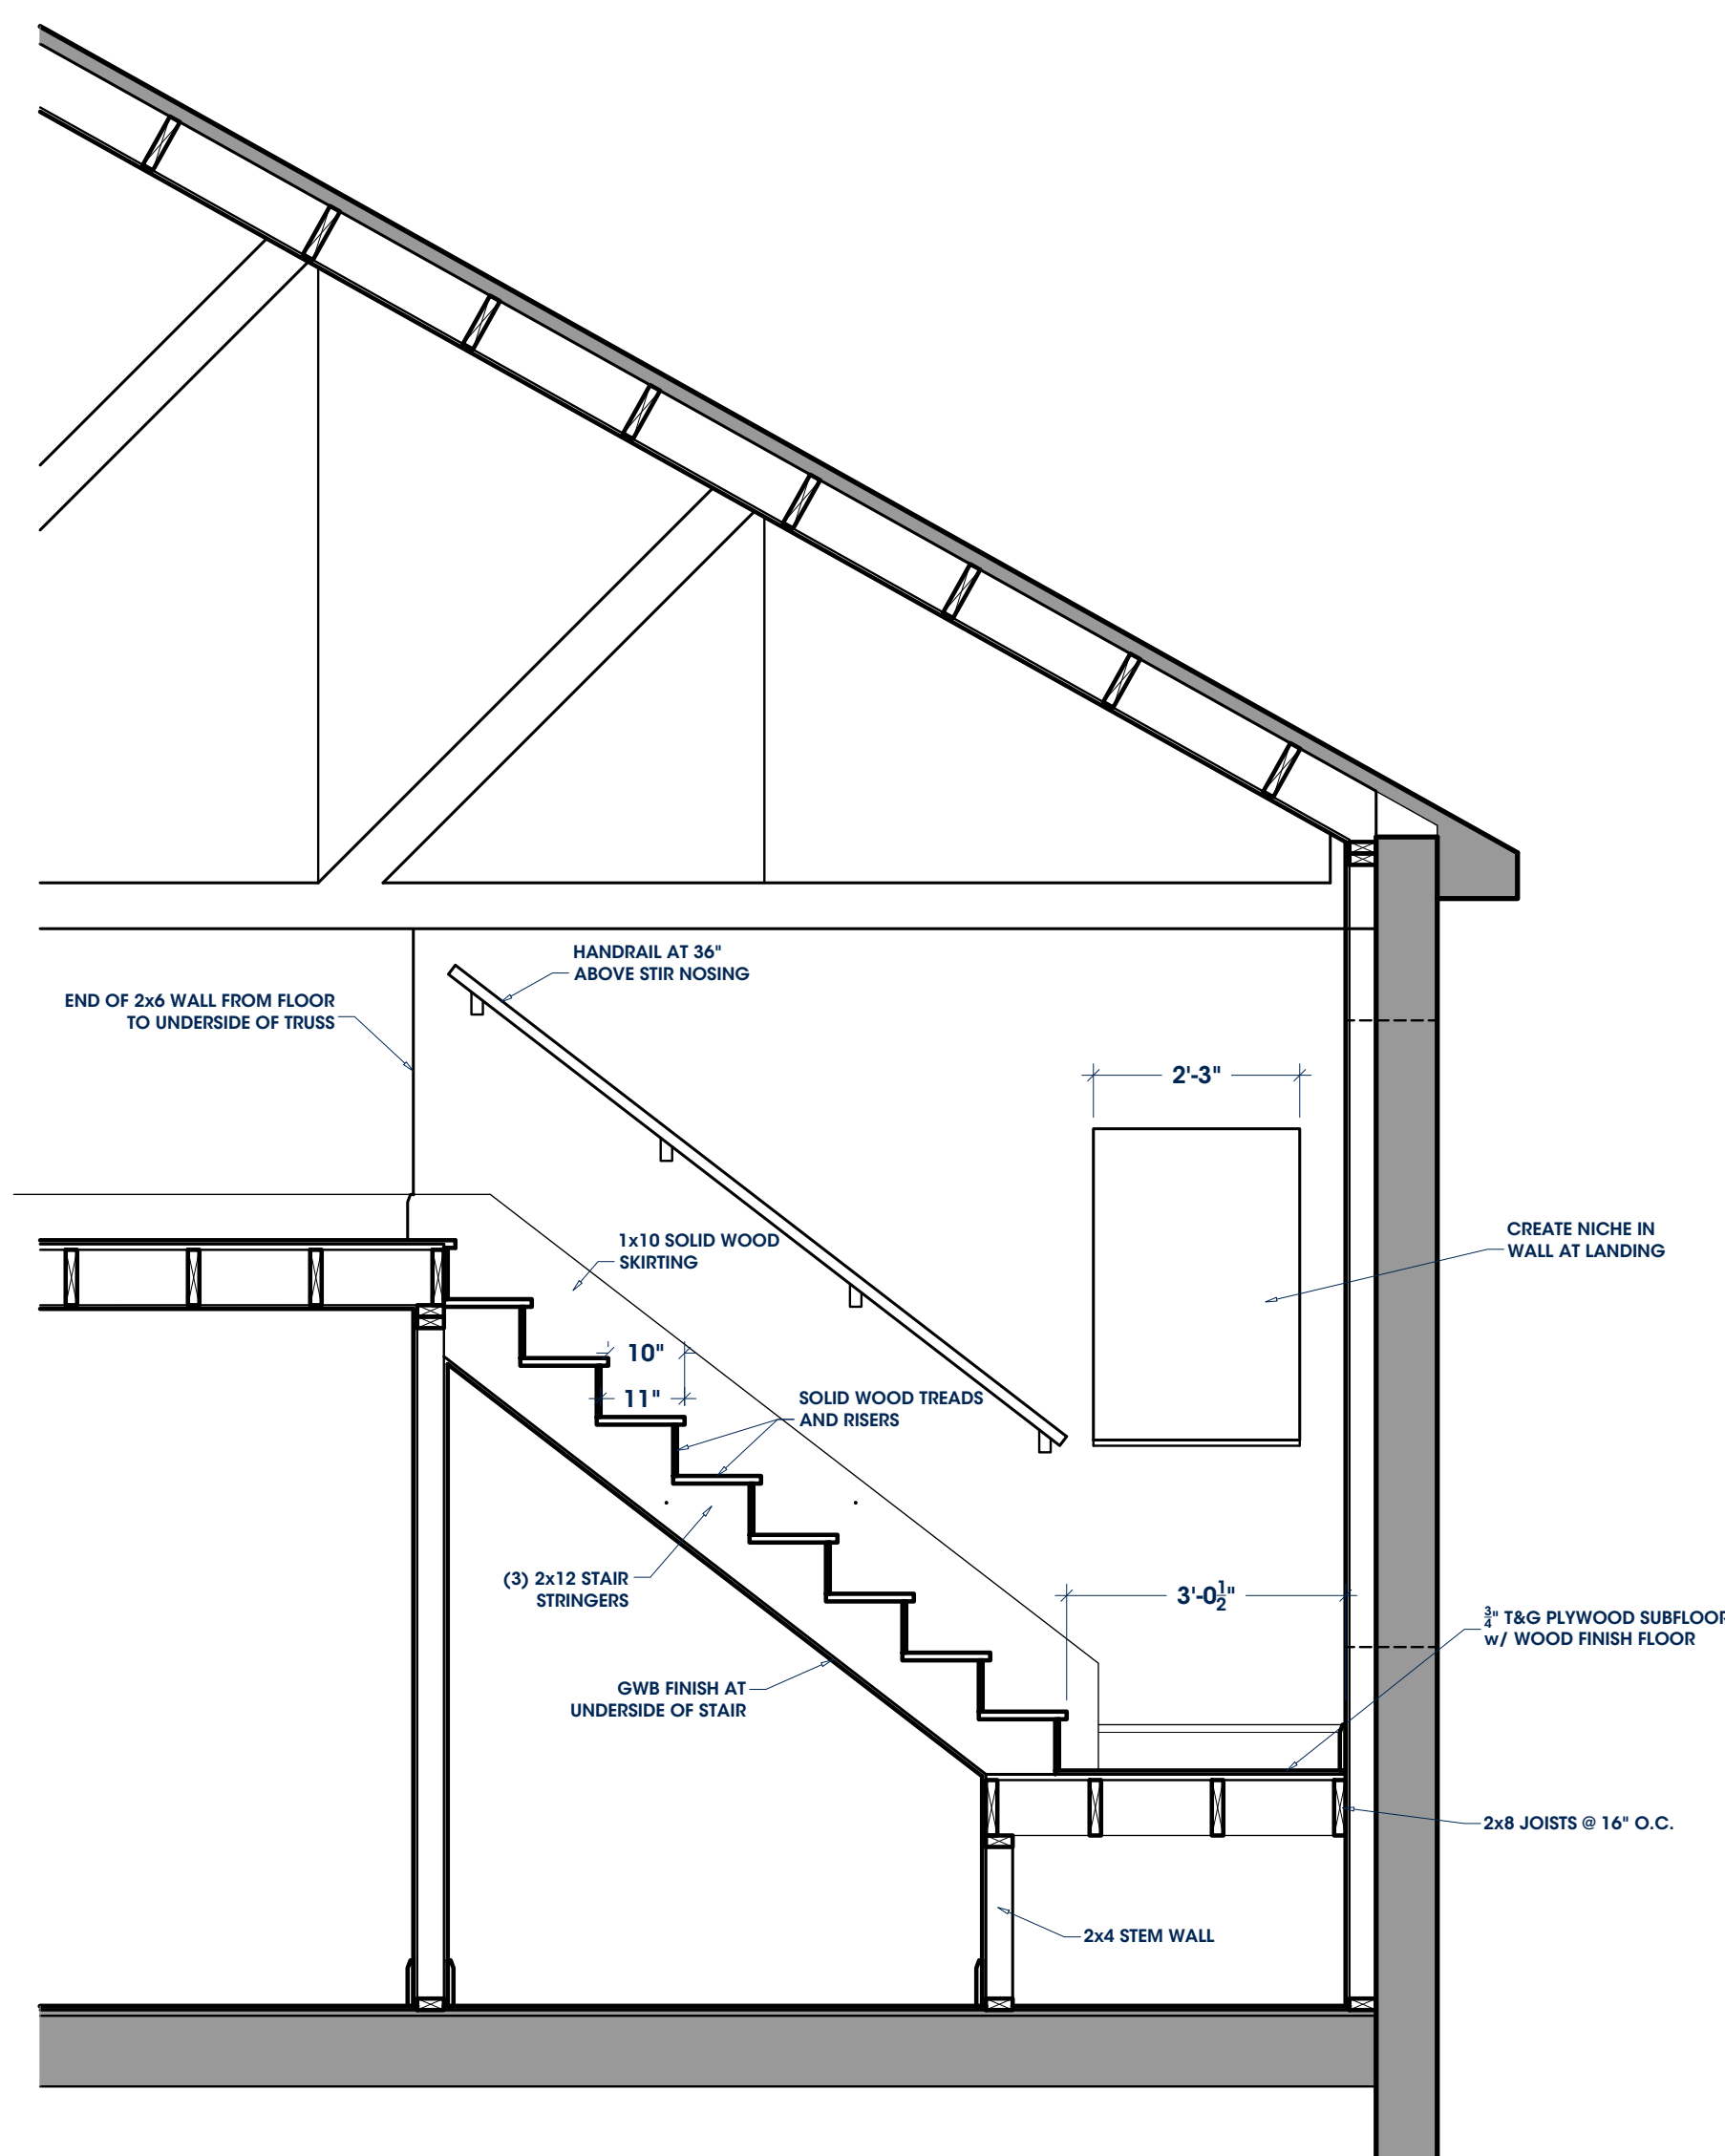 HANDRAIL AT 36"
ABOVE STIR NOSING
END OF 2x6 WALL FROM FLOOR
TO UNDERSIDE OF TRUSS
2'-3"
CREATE NICHE IN
WALL AT LANDING
1x10 SOLID WOOD
SKIRTING
10"
11"
SOLID WOOD TREADS
AND RISERS
(3) 2x12 STAIR
STRINGERS
3'-0 1/2"
3/4" T&G PLYWOOD SUBFLOOR
w/ WOOD FINISH FLOOR
GWB FINISH AT
UNDERSIDE OF STAIR
2x8 JOISTS @ 16" O.C.
2x4 STEM WALL